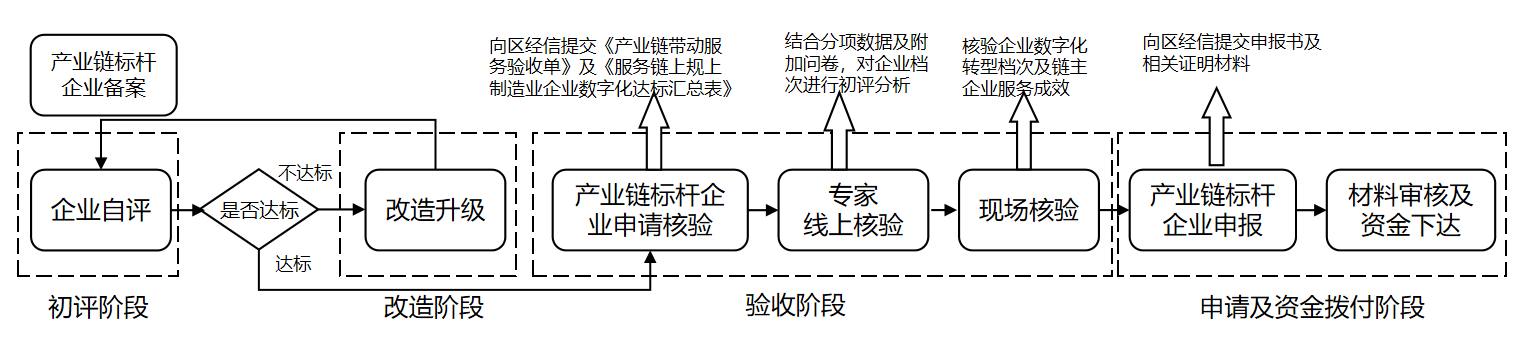 产业链标杆
企业备案
向区经信提交《产业链带动服
务验收单》及《服务链上规上
制造业企业数字化达标汇总表》
结合分项数据及附
加问卷，对企业档
次进行初评分析
核验企业数字化
转型档次及链主
企业服务成效
向区经信提交申报书及
相关证明材料
企业自评
是否达标
不达标
达标
改造升级
产业链标杆企
业申请核验
专家
线上核验
现场核验
产业链标杆
企业申报
材料审核及
资金下达
初评阶段
改造阶段
验收阶段
申请及资金拨付阶段